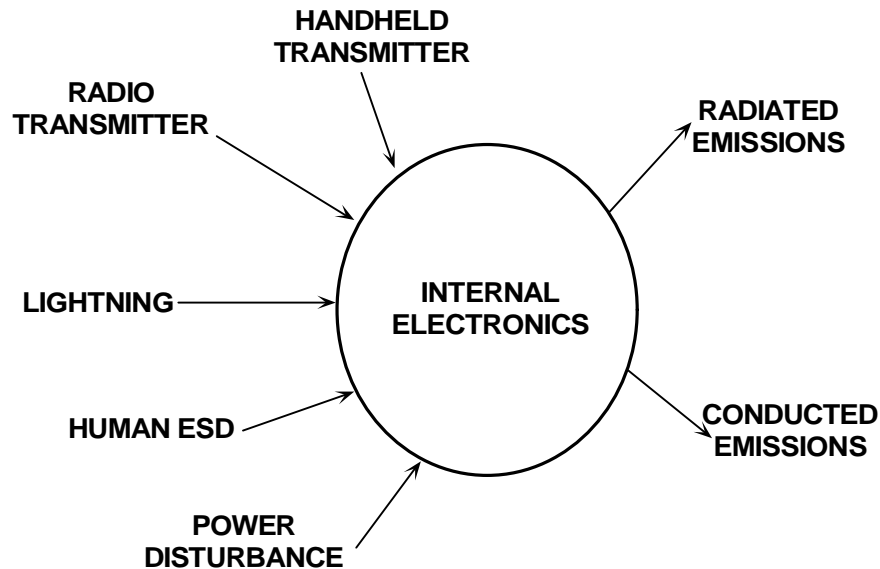 HANDHELD
TRANSMITTER
RADIO
TRANSMITTER
RADIATED
EMISSIONS
LIGHTNING
INTERNAL
ELECTRONICS
HUMAN ESD
CONDUCTED
EMISSIONS
POWER
DISTURBANCE